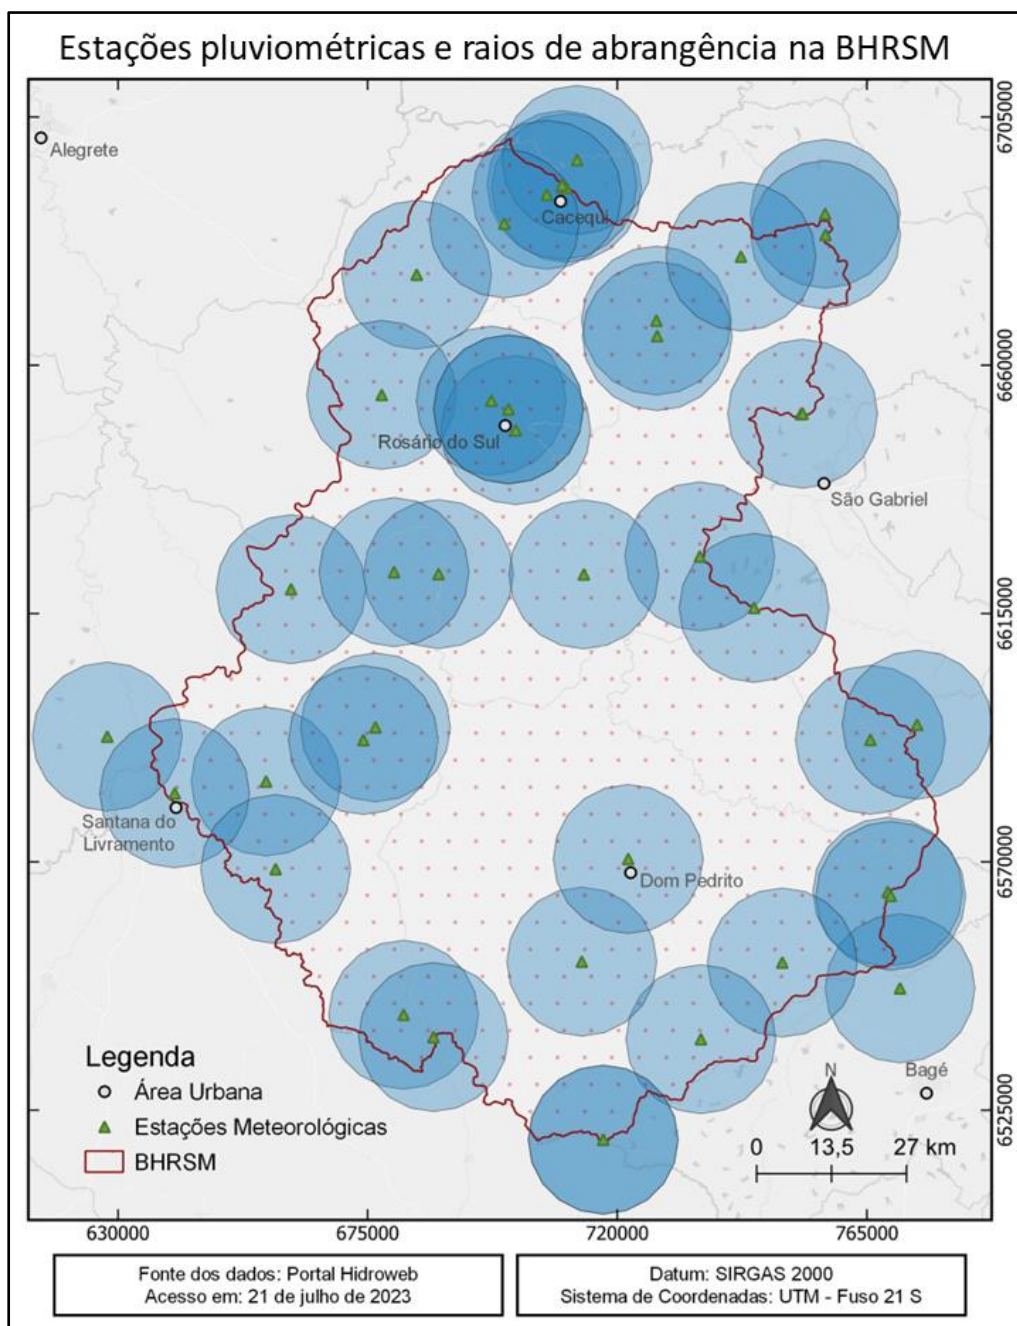 Estações pluviométricas e raios de abrangência na BHRSM
6705000
Alegrete
Cacequi
6660000
Rosário do Sul
São Gabriel
6615000
Santana do
Livramento
6570000
Dom Pedrito
Legenda
Área Urbana
Estações Meteorológicas
BHRSM
Bagé
N
6525000
0 13,5 27 km
630000 675000 720000 765000
Fonte dos dados: Portal Hidroweb
Acesso em: 21 de julho de 2023
Datum: SIRGAS 2000
Sistema de Coordenadas: UTM - Fuso 21 S